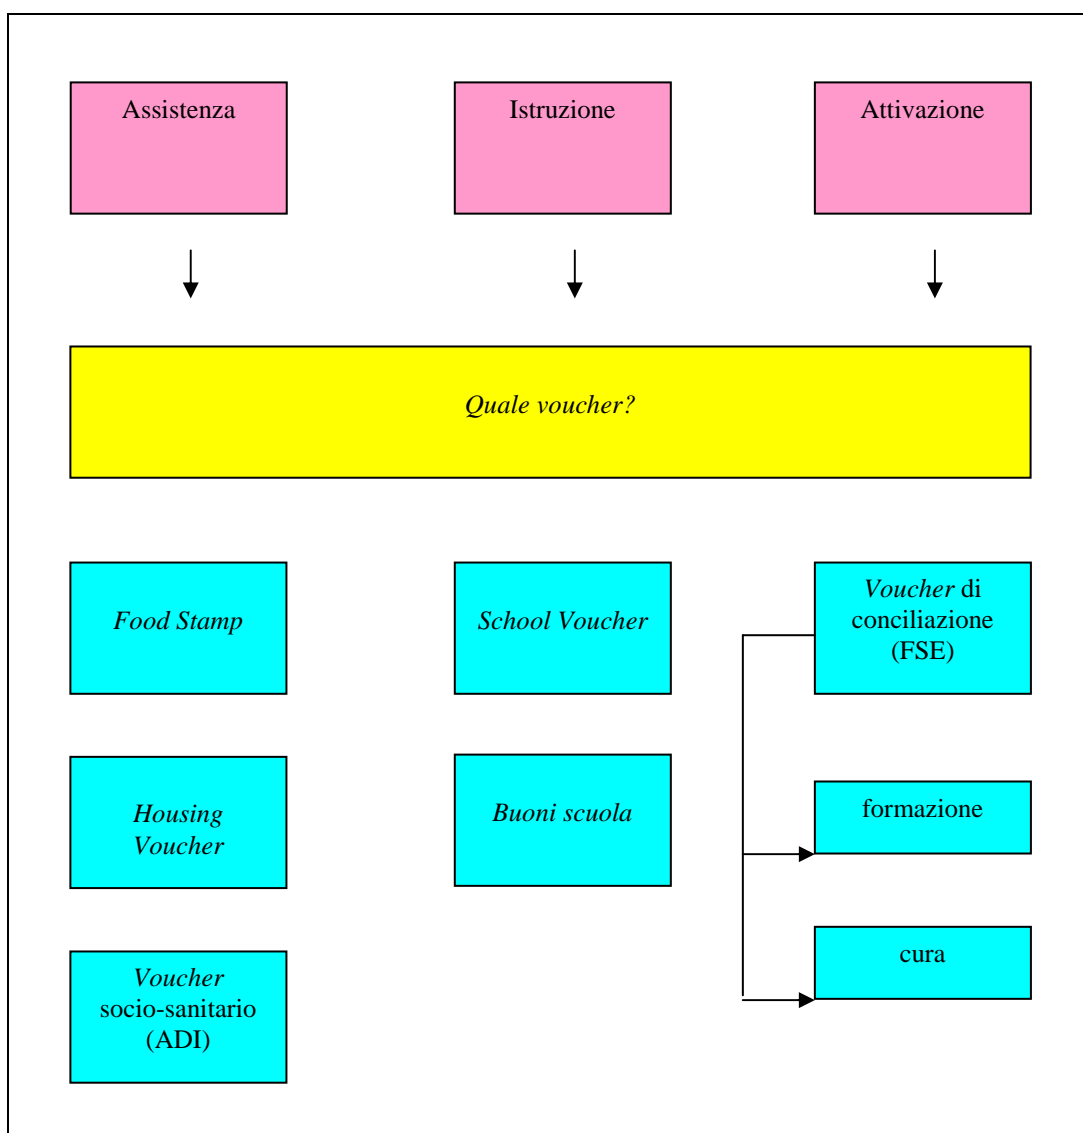 Assistenza
Istruzione
Attivazione
Quale voucher?
Food Stamp
School Voucher
Voucher di
conciliazione
(FSE)
Housing
Voucher
Buoni scuola
formazione
cura
Voucher
socio-sanitario
(ADI)